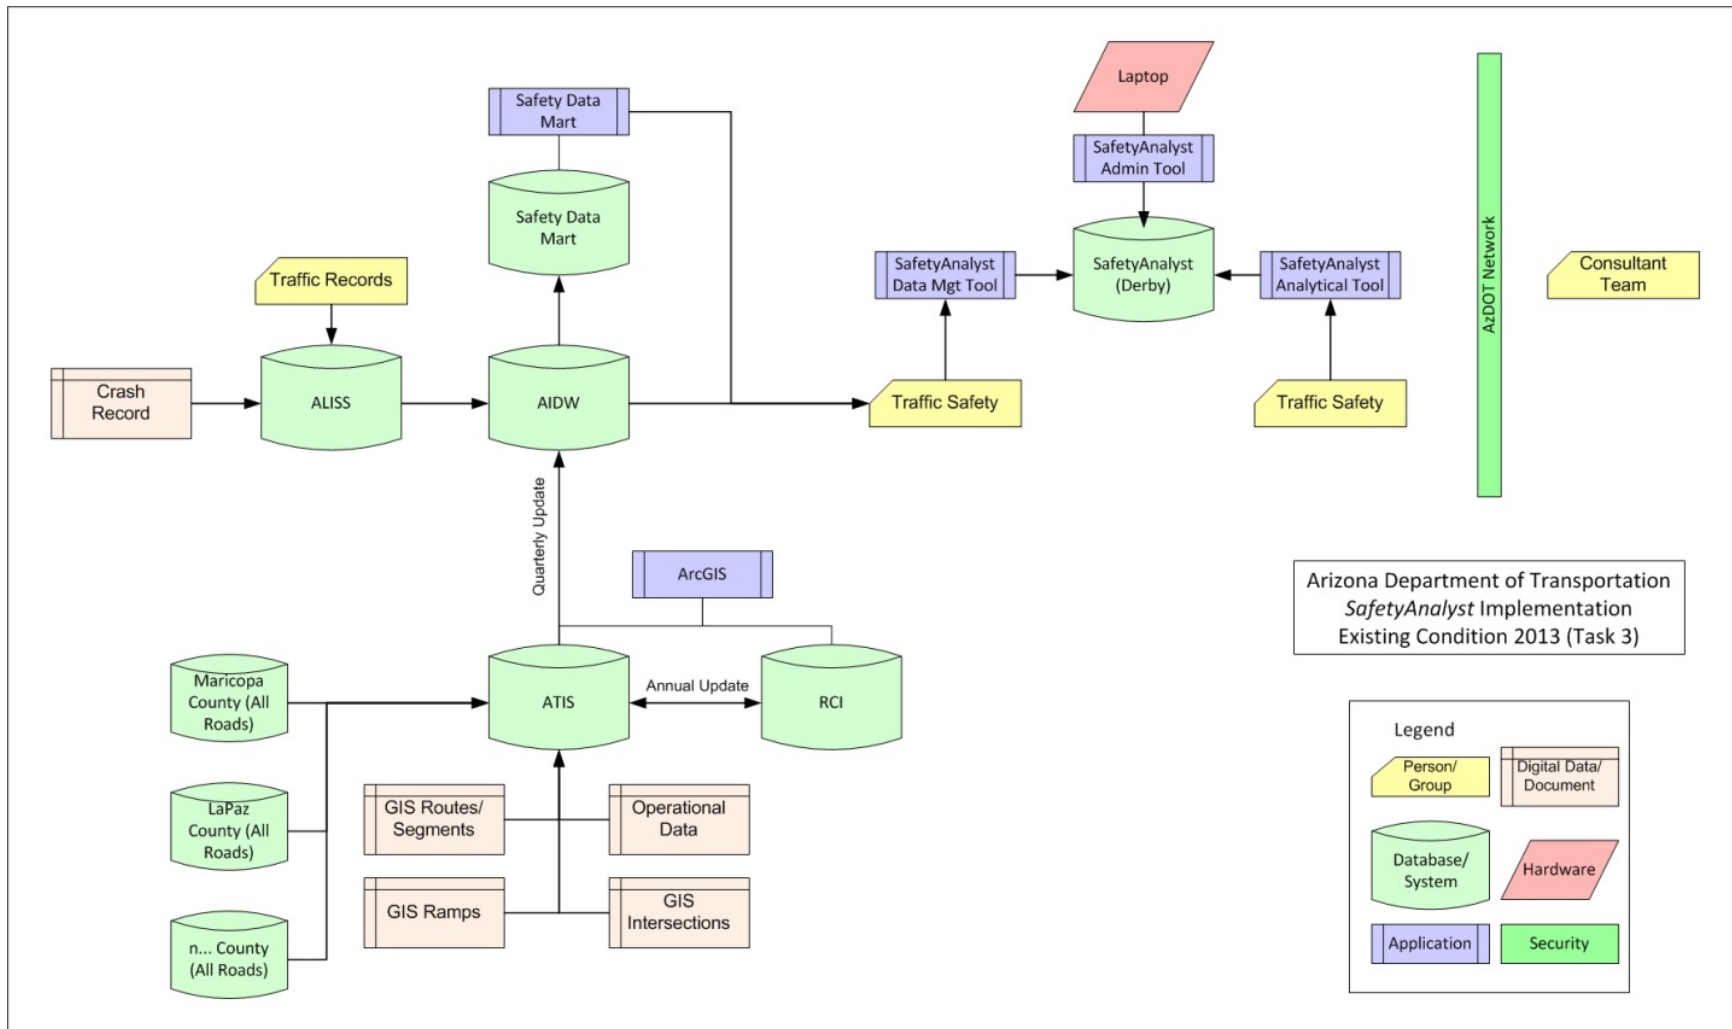 Laptop
Safety Data
Mart
SafetyAnalyst
Admin Tool
Safety Data
Mart
AzDOT Network
SafetyAnalyst
Data Mgt Tool
SafetyAnalyst
(Derby)
SafetyAnalyst
Analytical Tool
Consultant
Team
Traffic Records
Crash
Record
ALISS
AIDW
Traffic Safety
Traffic Safety
Quarterly Update
ArcGIS
Arizona Department of Transportation
SafetyAnalyst Implementation
Existing Condition 2013 (Task 3)
Maricopa
County (All
Roads)
ATIS
Annual Update
RCI
LaPaz
County (All
Roads)
GIS Routes/
Segments
Operational
Data
n... County
(All Roads)
GIS Ramps
GIS
Intersections
Legend
Person/
Group
Digital Data/
Document
Database/
System
Hardware
Application
Security